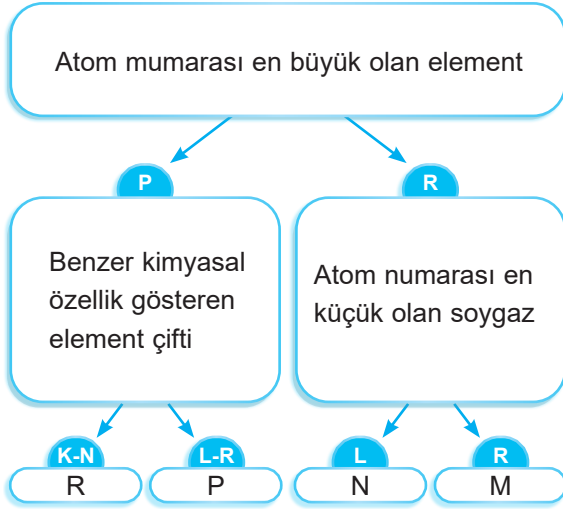 Atom mumarası en büyük olan element
P
R
Benzer kimyasal
özellik gösteren
element çifti
Atom numarası en
küçük olan soygaz
K-N
L-R
L
R
R
P
N
M